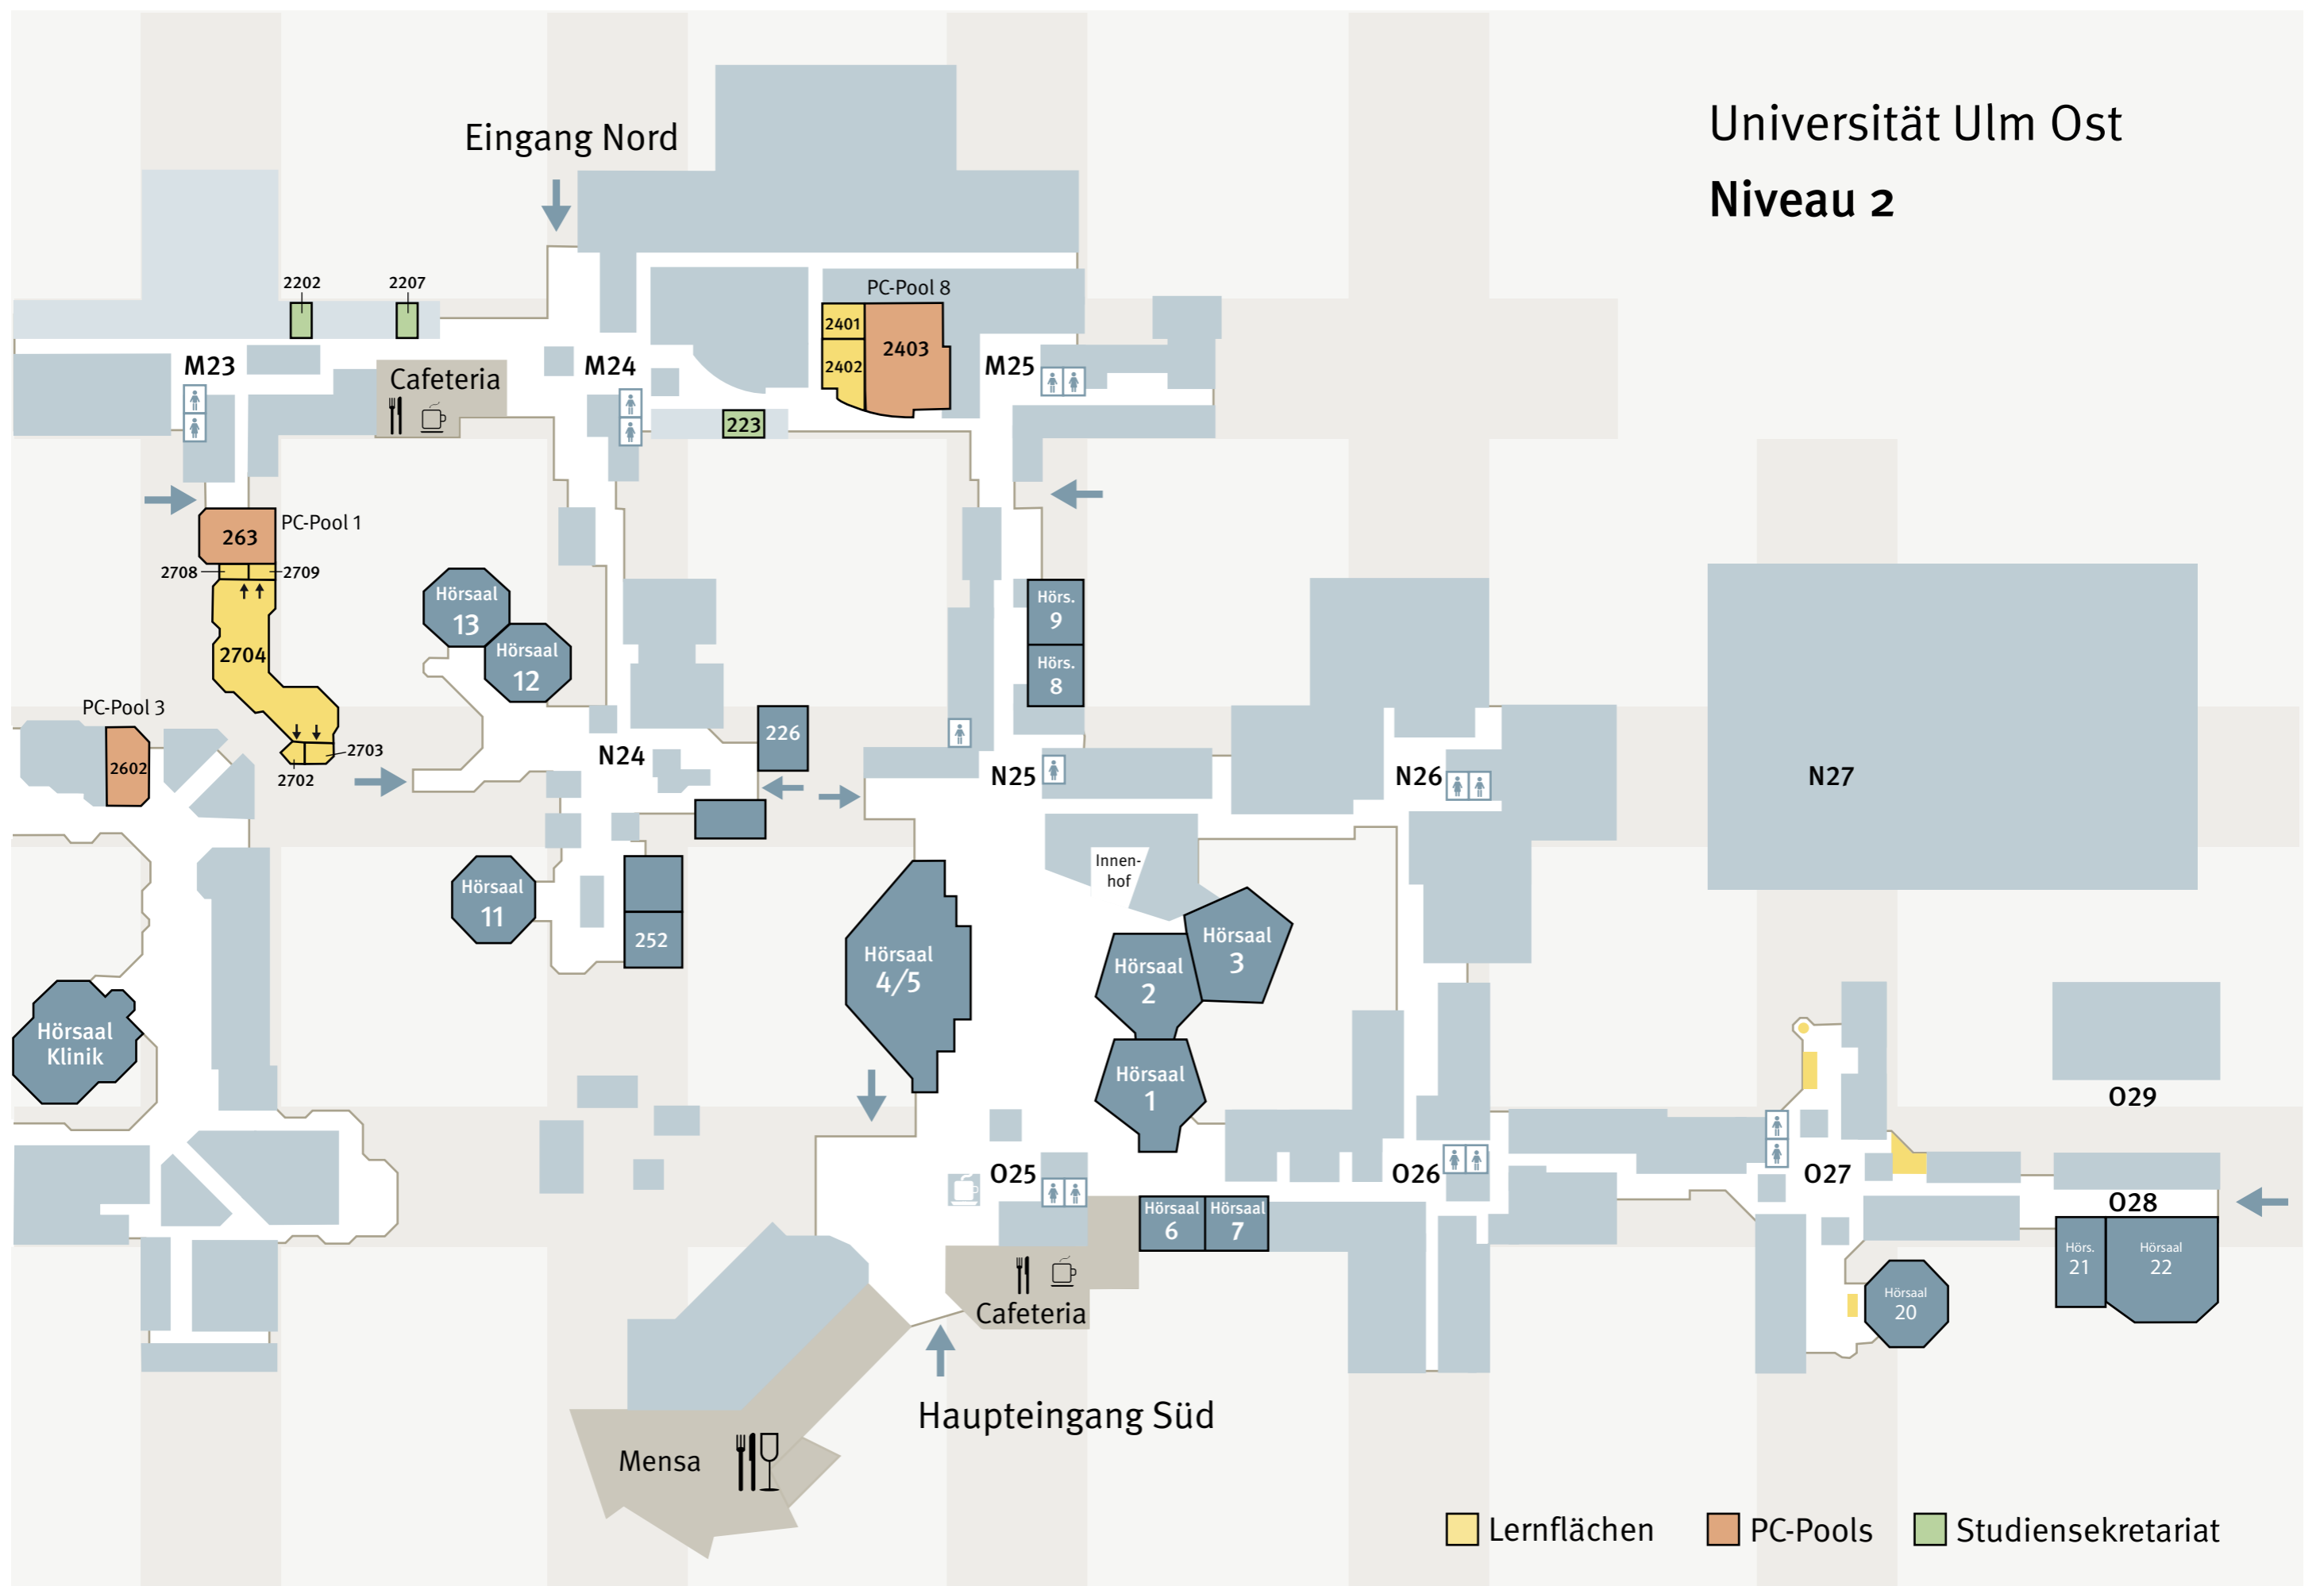 Universität Ulm Ost
Niveau 2
Eingang Nord
2202
2207
PC-Pool 8
2401
2402
2403
M23
Cafeteria
M24
M25
223
263
PC-Pool 1
2708
2709
2704
Hörsaal
13
Hörsaal
12
Hörs.
9
Hörs.
8
PC-Pool 3
2602
2703
2702
226
N24
N25
N26
N27
Innen-
hof
Hörsaal
11
252
Hörsaal
4/5
Hörsaal
3
Hörsaal
2
Hörsaal
1
Hörsaal
Klinik
O29
O25
O26
O27
O28
Hörsaal
6
Hörsaal
7
Hörs.
21
Hörsaal
22
Hörsaal
20
Cafeteria
Haupteingang Süd
Mensa
Lernflächen
PC-Pools
Studiensekretariat